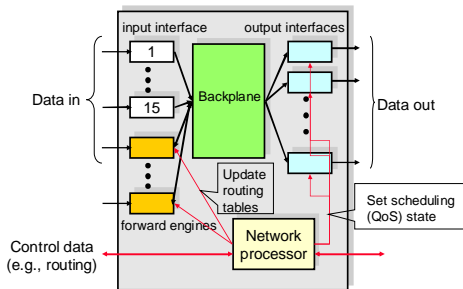 input interface
output interfaces
1
15
Data in
Backplane
Data out
Update
routing
tables
Set scheduling
(QoS) state
forward engines
Control data
(e.g., routing)
Network
processor